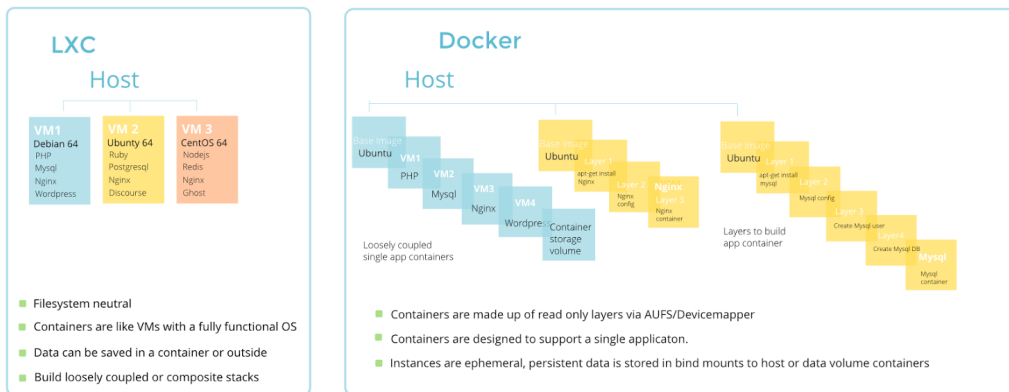 LXC
Host
VM1
Debian 64
PHP
Mysql
Nginx
Wordpress
VM 2
Ubunty 64
Ruby
Postgresql
Nginx
Discourse
VM 3
CentOS 64
Nodejs
Redis
Nginx
Ghost
Filesystem neutral
Containers are like VMs with a fully functional OS
Data can be saved in a container or outside
Build loosely coupled or composite stacks
Docker
Host
Base Image
Ubuntu
VM1
PHP
VM2
Mysql
VM3
Nginx
VM4
Wordpress
Container
storage
volume
Loosely coupled
single app containers
Base Image
Ubuntu
Layer 1
apt-get install
Nginx
Layer 2
Nginx
config
Nginx
Layer 3
Nginx
container
Base Image
Ubuntu
Layer 1
apt-get install
mysql
Layer 2
Mysql config
Layer 3
Create Mysql user
Layer4
Create Mysql DB
Mysql
Mysql
container
Layers to build
app container
Containers are made up of read only layers via AUFS/Devicemapper
Containers are designed to support a single applicaton.
Instances are ephemeral, persistent data is stored in bind mounts to host or data volume containers